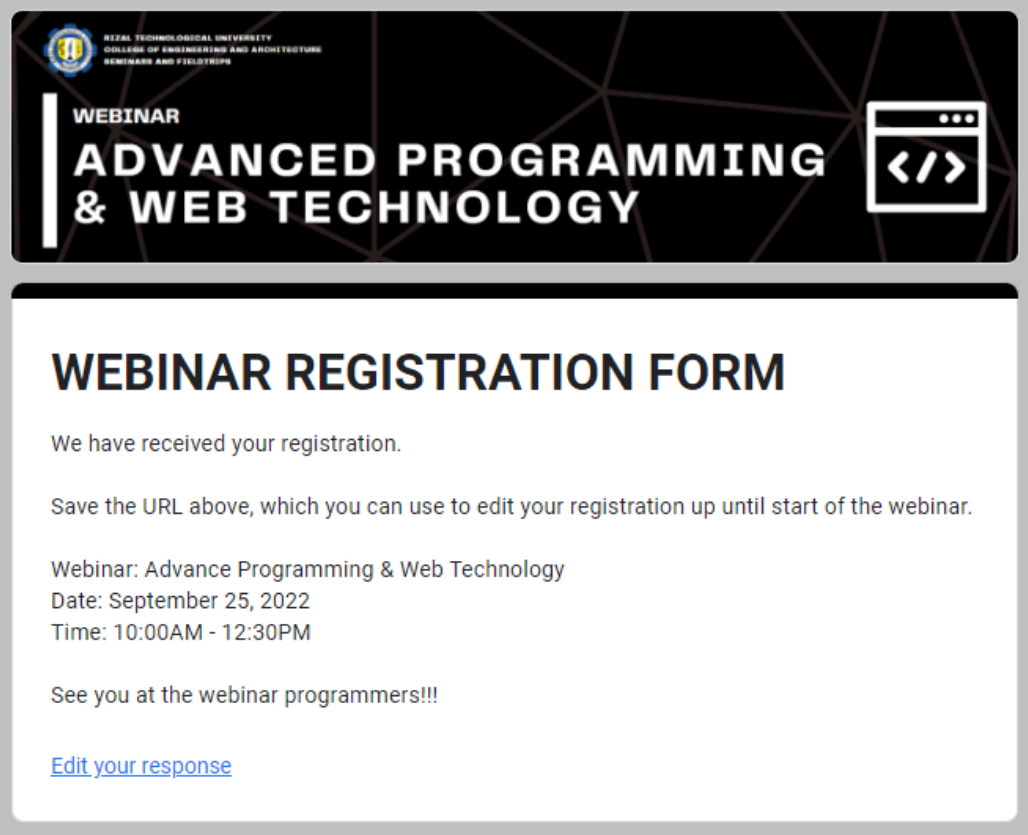 RIZAL TECHNOLOGICAL UNIVERSITY
COLLEGE OF ENGINEERING AND ARCHITECTURE
SEMINARS AND FIELDTRIPS
WEBINAR
ADVANCED PROGRAMMING
& WEB TECHNOLOGY
</>
WEBINAR REGISTRATION FORM
We have received your registration.
Save the URL above, which you can use to edit your registration up until start of the webinar.
Webinar: Advance Programming & Web Technology
Date: September 25, 2022
Time: 10:00AM - 12:30PM
See you at the webinar programmers!!!
Edit your response